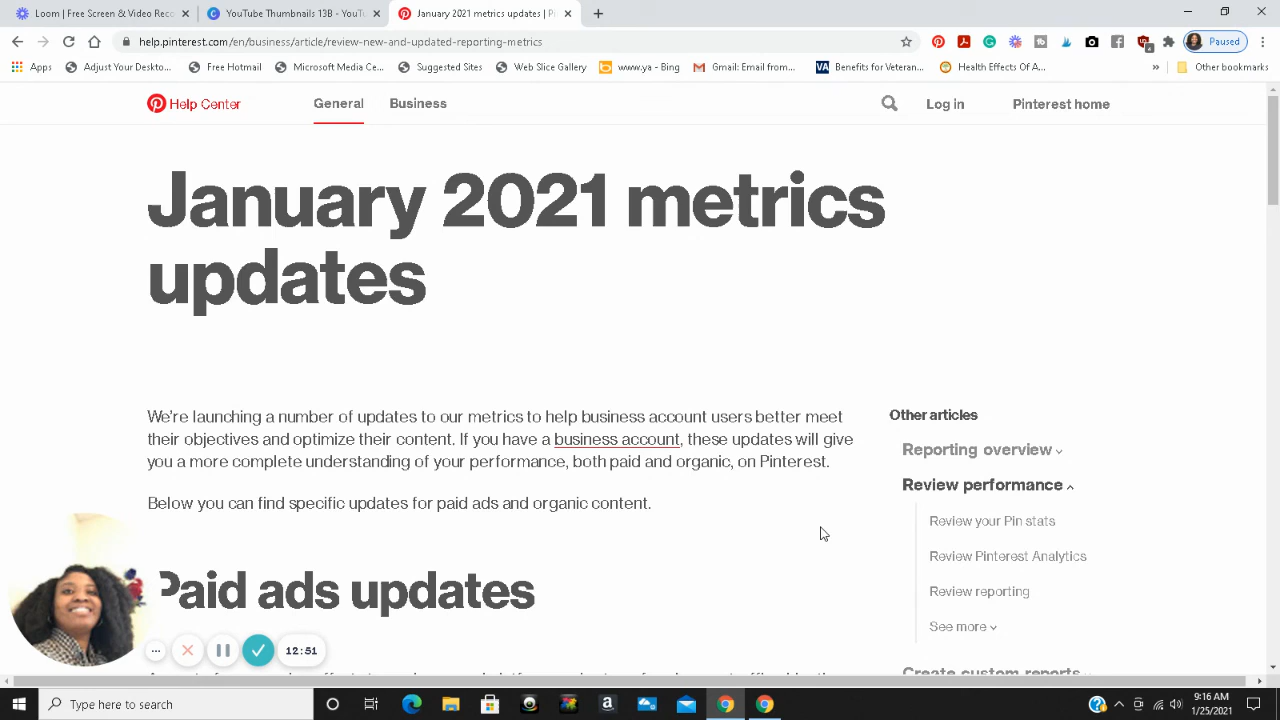 Loom | Free Screen & Video Rec
YouTube Thumbnails 13B - YouTu
January 2021 metrics updates | Pi
help.pinterest.com/en/business/article/review-new-and-updated-reporting-metrics
Paused
Apps
Adjust Your Deskto...
Free Hotmail
Microsoft Media Ce...
Suggested Sites
Web Slice Gallery
www.ya - Bing
Gmail: Email from...
VA
Benefits for Veteran...
Health Effects Of A...
»
Other bookmarks
Help Center
General
Business
Log in
Pinterest home
January 2021 metrics
updates
We're launching a number of updates to our metrics to help business account users better meet
their objectives and optimize their content. If you have a business account, these updates will give
you a more complete understanding of your performance, both paid and organic, on Pinterest.
Below you can find specific updates for paid ads and organic content.
Other articles
Reporting overview
Review performance
Review your Pin stats
Review Pinterest Analytics
Review reporting
See more
Create custom reports
Paid ads updates
12:51
Type here to search
9:16 AM
1/25/2021